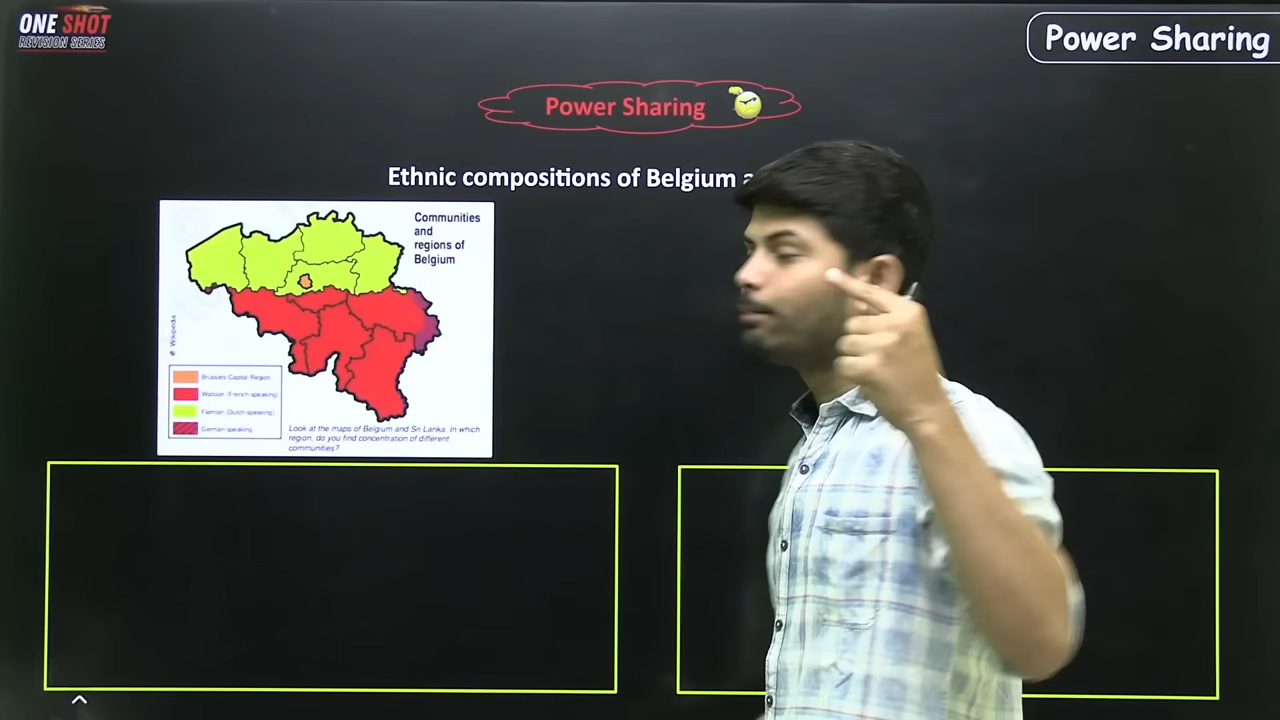 ONE SHOT
REVISION SERIES
Power Sharing
Power Sharing
Ethnic compositions of Belgium a
Communities
and
regions of
Belgium
Wikipedia
Brussels Capital Region
Walloon (French-speaking)
Flemish (Dutch-speaking)
German-speaking
Look at the maps of Belgium and Sri Lanka. In which
region, do you find concentration of different
communities?